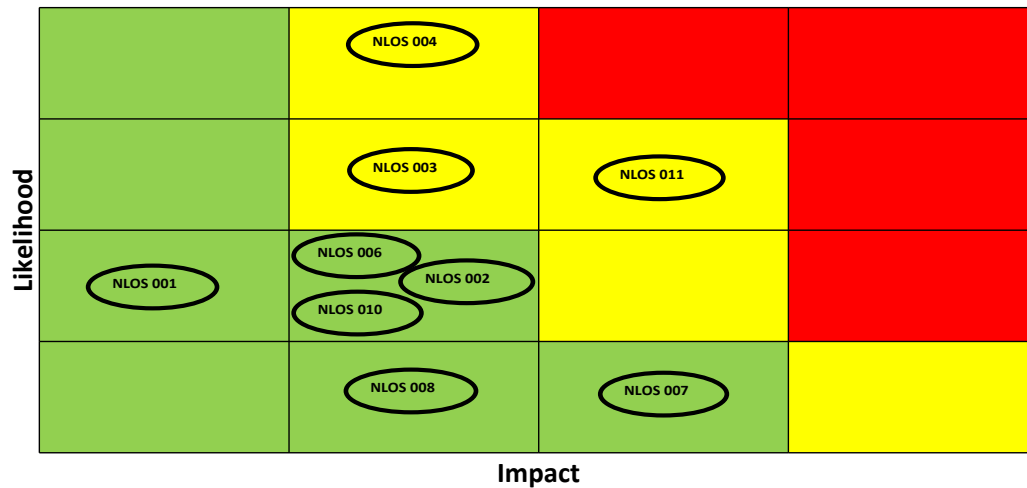 NLOS 004
NLOS 003
NLOS 011
NLOS 006
NLOS 001
NLOS 002
NLOS 010
NLOS 008
NLOS 007
Likelihood
Impact